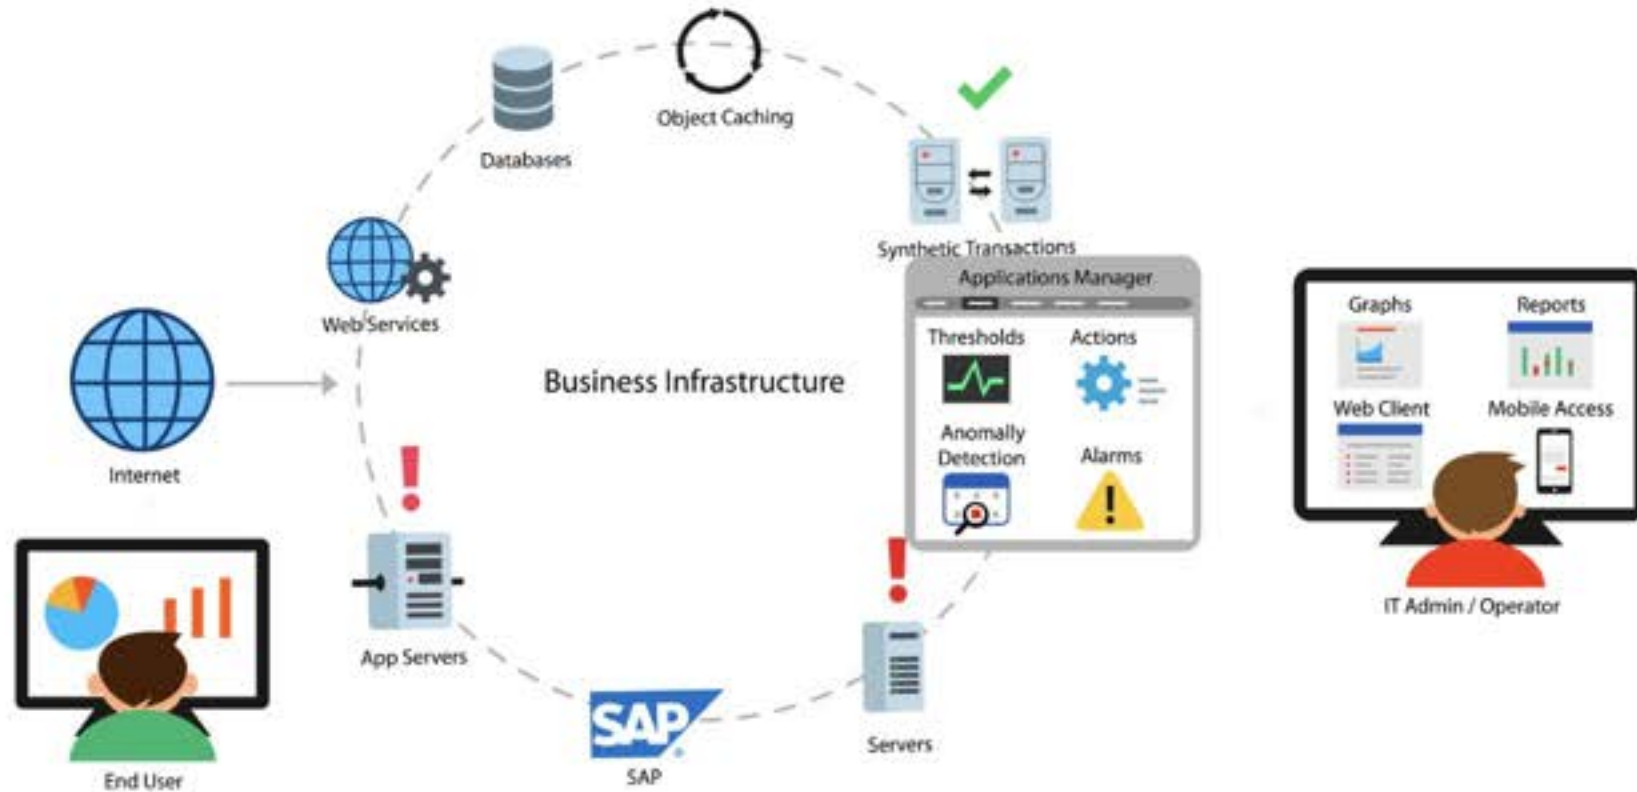 Object Caching
Databases
Synthetic Transactions
Applications Manager
Web Services
Thresholds
Actions
Graphs
Reports
Business Infrastructure
Web Client
Mobile Access
Anomally
Detection
Alarms
Internet
IT Admin / Operator
App Servers
SAP
SAP
Servers
End User